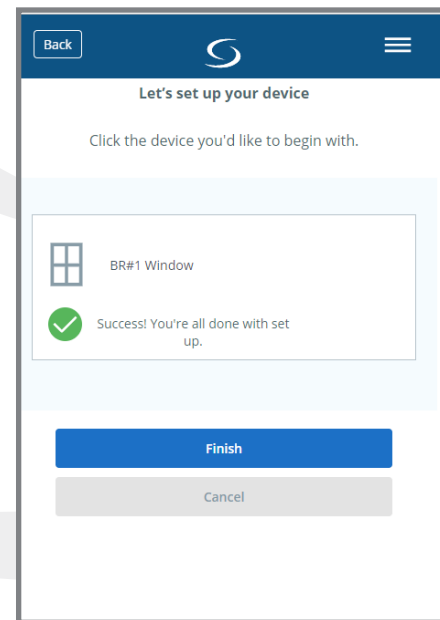 Back
Let’s set up your device
Click the device you'd like to begin with.
BR#1 Window
Success! You're all done with set
up.
Finish
Cancel